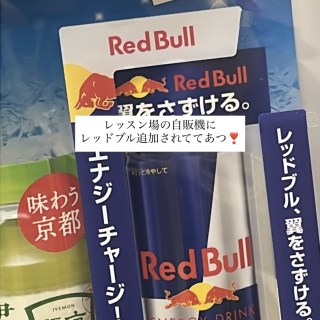 Red Bull
Red Bull
翼をさずける。
レッスン場の自販機に
レッドブル追加されててあつ❣
エナジーチャージ!
レッドブル、翼をさずける。
味わう
京都
Red Bull
ENERGY DRINK